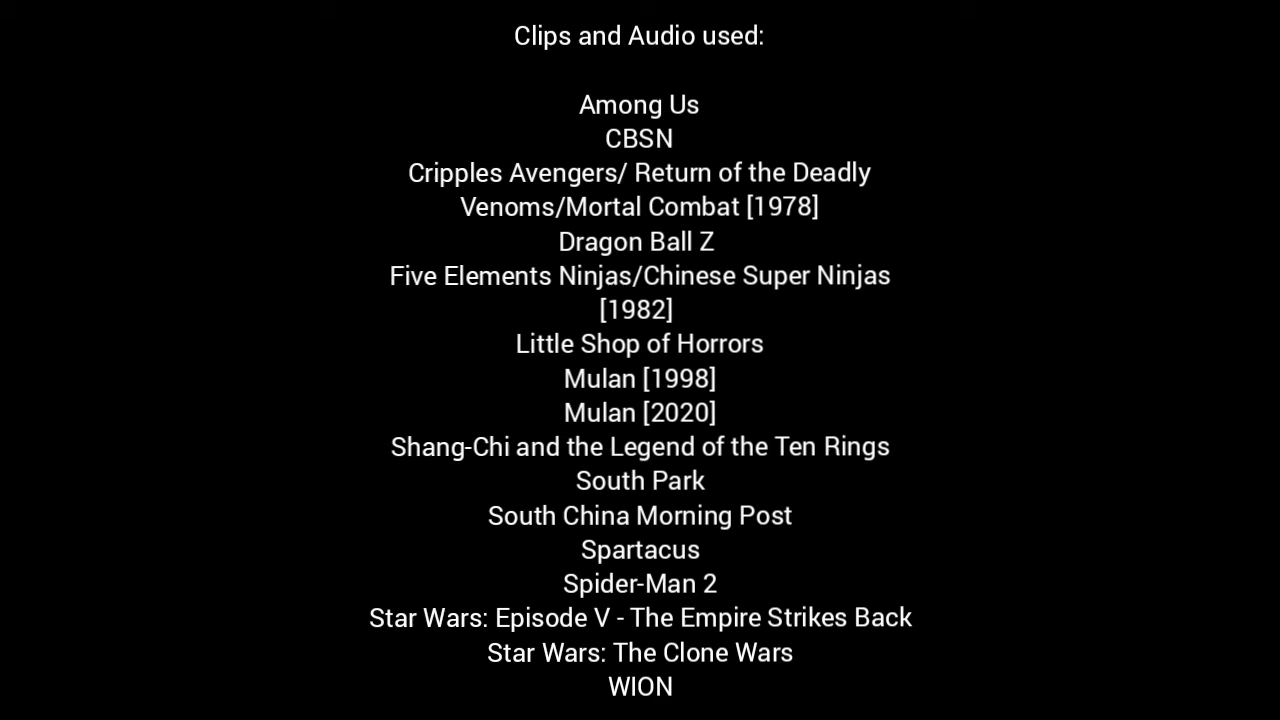 Clips and Audio used:
Among Us
CBSN
Cripples Avengers/ Return of the Deadly
Venoms/Mortal Combat [1978]
Dragon Ball Z
Five Elements Ninjas/Chinese Super Ninjas
[1982]
Little Shop of Horrors
Mulan [1998]
Mulan [2020]
Shang-Chi and the Legend of the Ten Rings
South Park
South China Morning Post
Spartacus
Spider-Man 2
Star Wars: Episode V - The Empire Strikes Back
Star Wars: The Clone Wars
WION